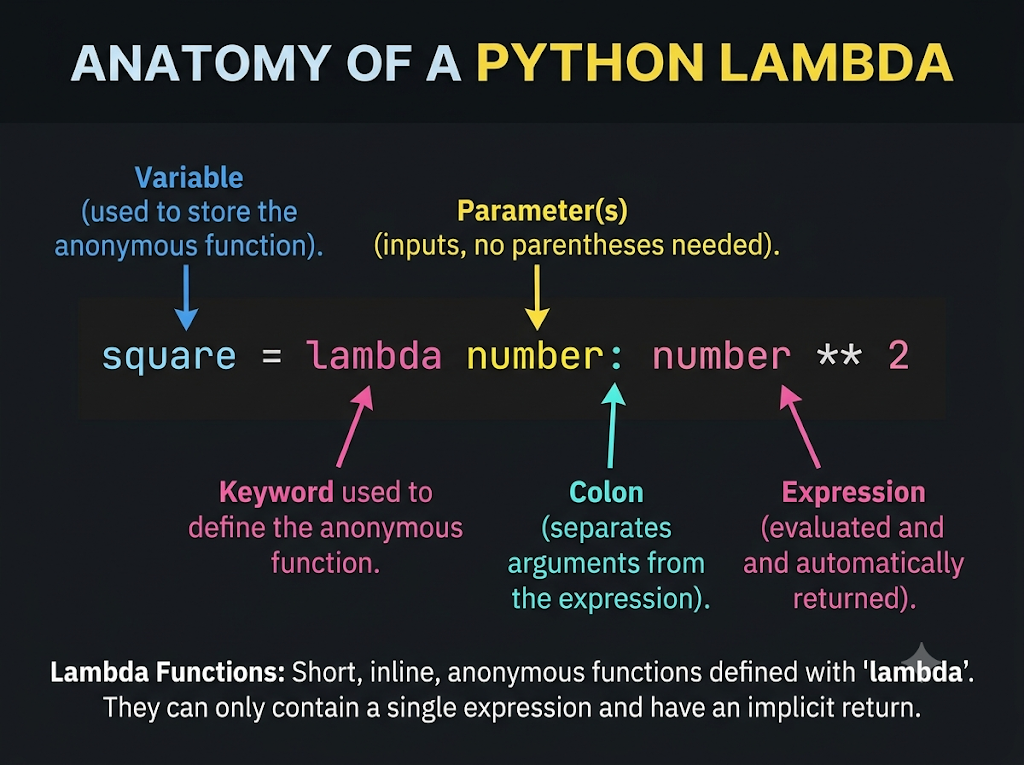 ANATOMY OF A PYTHON LAMBDA
Variable
(used to store the
anonymous function).
Parameter(s)
(inputs, no parentheses needed).
square = lambda number: number ** 2
Keyword used to
define the anonymous
function.
Colon
(separates
arguments from
the expression).
Expression
(evaluated and
and automatically
returned).
Lambda Functions: Short, inline, anonymous functions defined with 'lambda’.
They can only contain a single expression and have an implicit return.